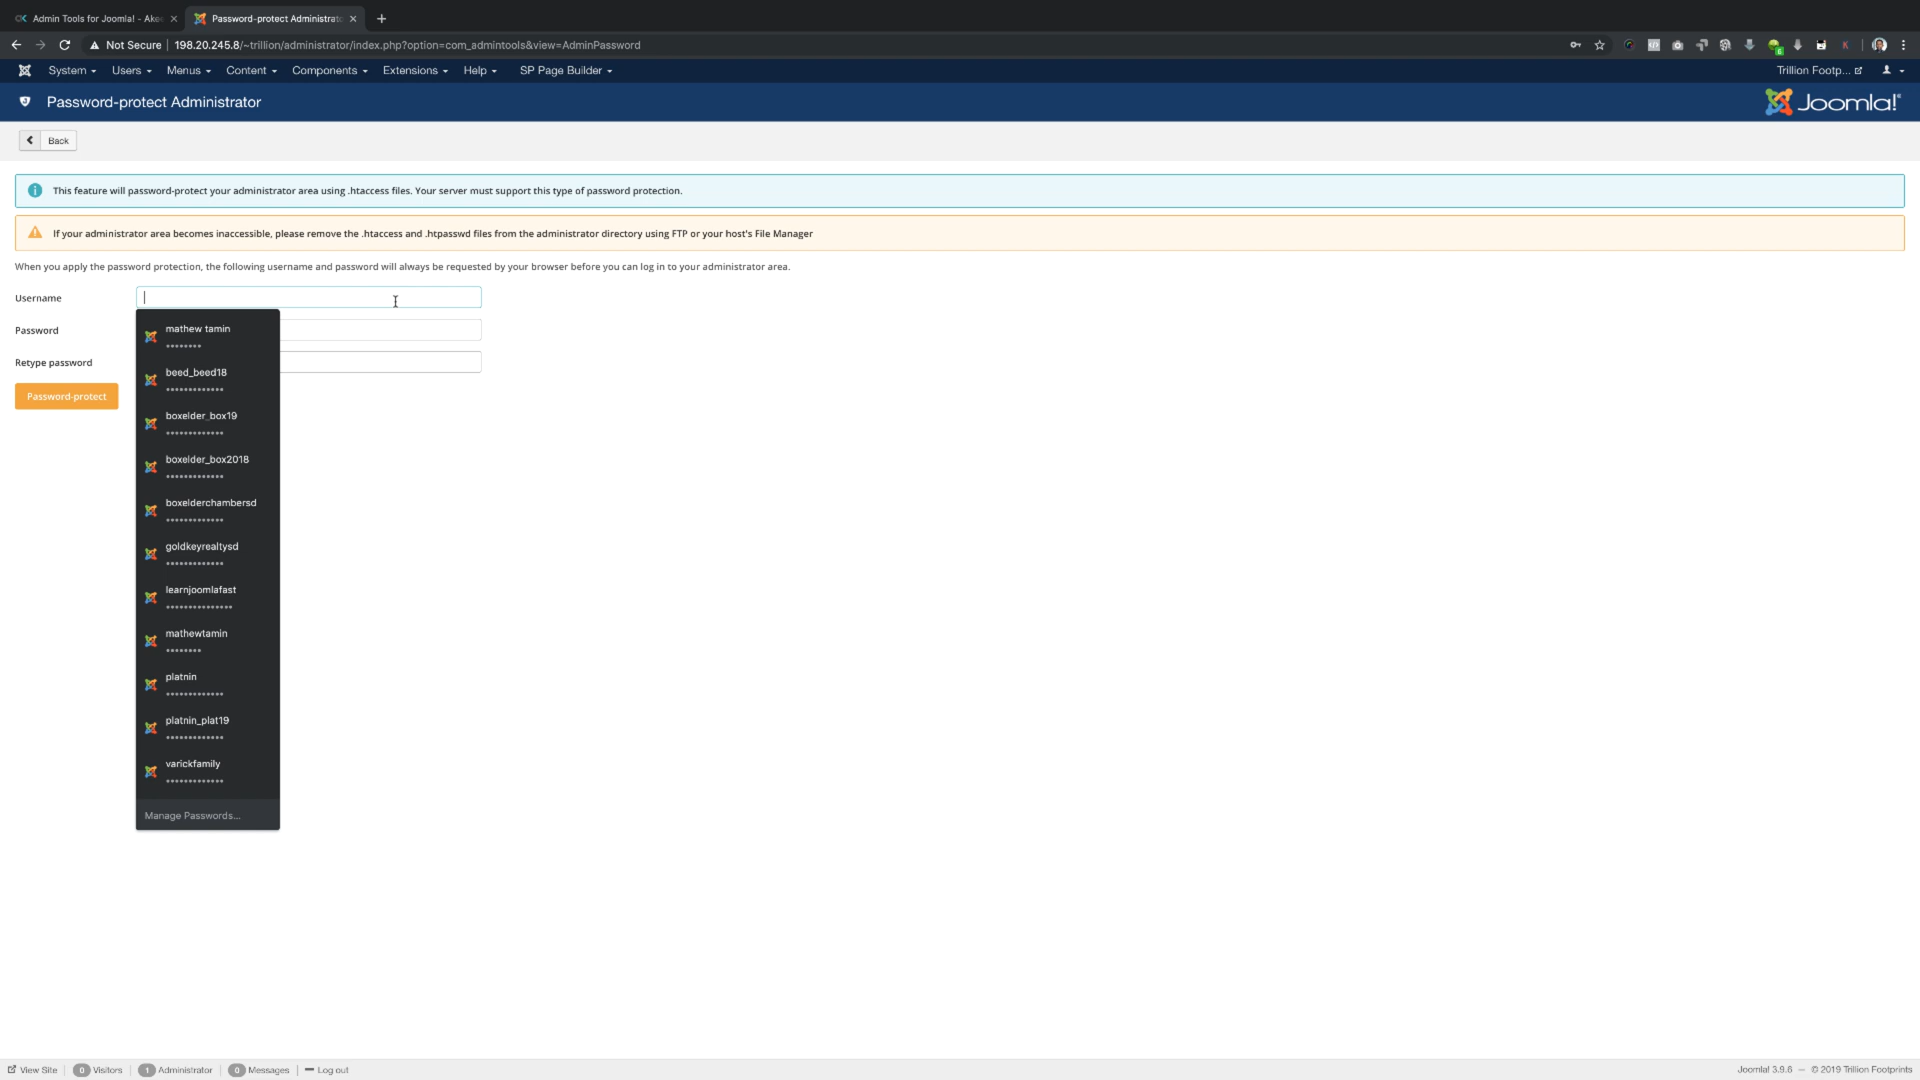 Admin Tools for Joomla! - Akee
Password-protect Administrato
Not Secure | 198.20.245.8/~trillion/administrator/index.php?option=com_admintools&view=AdminPassword
System Users Menus Content Components Extensions Help SP Page Builder Trillion Footp...
Password-protect Administrator
Joomla!®
Back
This feature will password-protect your administrator area using .htaccess files. Your server must support this type of password protection.
If your administrator area becomes inaccessible, please remove the .htaccess and .htpasswd files from the administrator directory using FTP or your host's File Manager
When you apply the password protection, the following username and password will always be requested by your browser before you can log in to your administrator area.
Username
Password
Retype password
Password-protect
mathew tamin
••••••••
beed_beed18
•••••••••••••
boxelder_box19
•••••••••••••
boxelder_box2018
•••••••••••••
boxelderchambersd
•••••••••••••
goldkeyrealtysd
•••••••••••••
learnjoomlafast
•••••••••••••••
mathewtamin
••••••••
platnin
•••••••••••••
platnin_plat19
•••••••••••••
varickfamily
•••••••••••••
Manage Passwords...
View Site 0 Visitors 1 Administrator 0 Messages Log out
Joomla! 3.9.6 — © 2019 Trillion Footprints